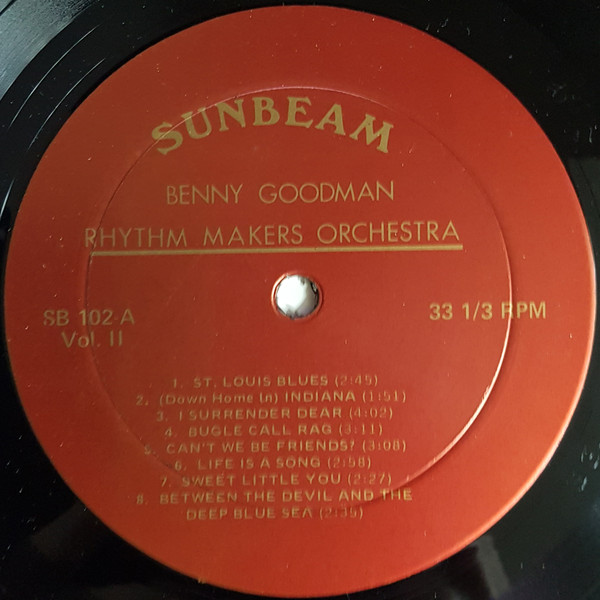 SUNBEAM
BENNY GOODMAN
RHYTHM MAKERS ORCHESTRA
SB 102 A
Vol. II
33 1/3 RPM
1. ST. LOUIS BLUES (2:45)
2. (Down Home In) INDIANA (1:51)
3. I SURRENDER DEAR (4:02)
4. BUGLE CALL RAG (3:11)
5. CAN'T WE BE FRIENDS? (3:08)
6. LIFE IS A SONG (2:58)
7. SWEET LITTLE YOU (2:27)
8. BETWEEN THE DEVIL AND THE
DEEP BLUE SEA (2:35)